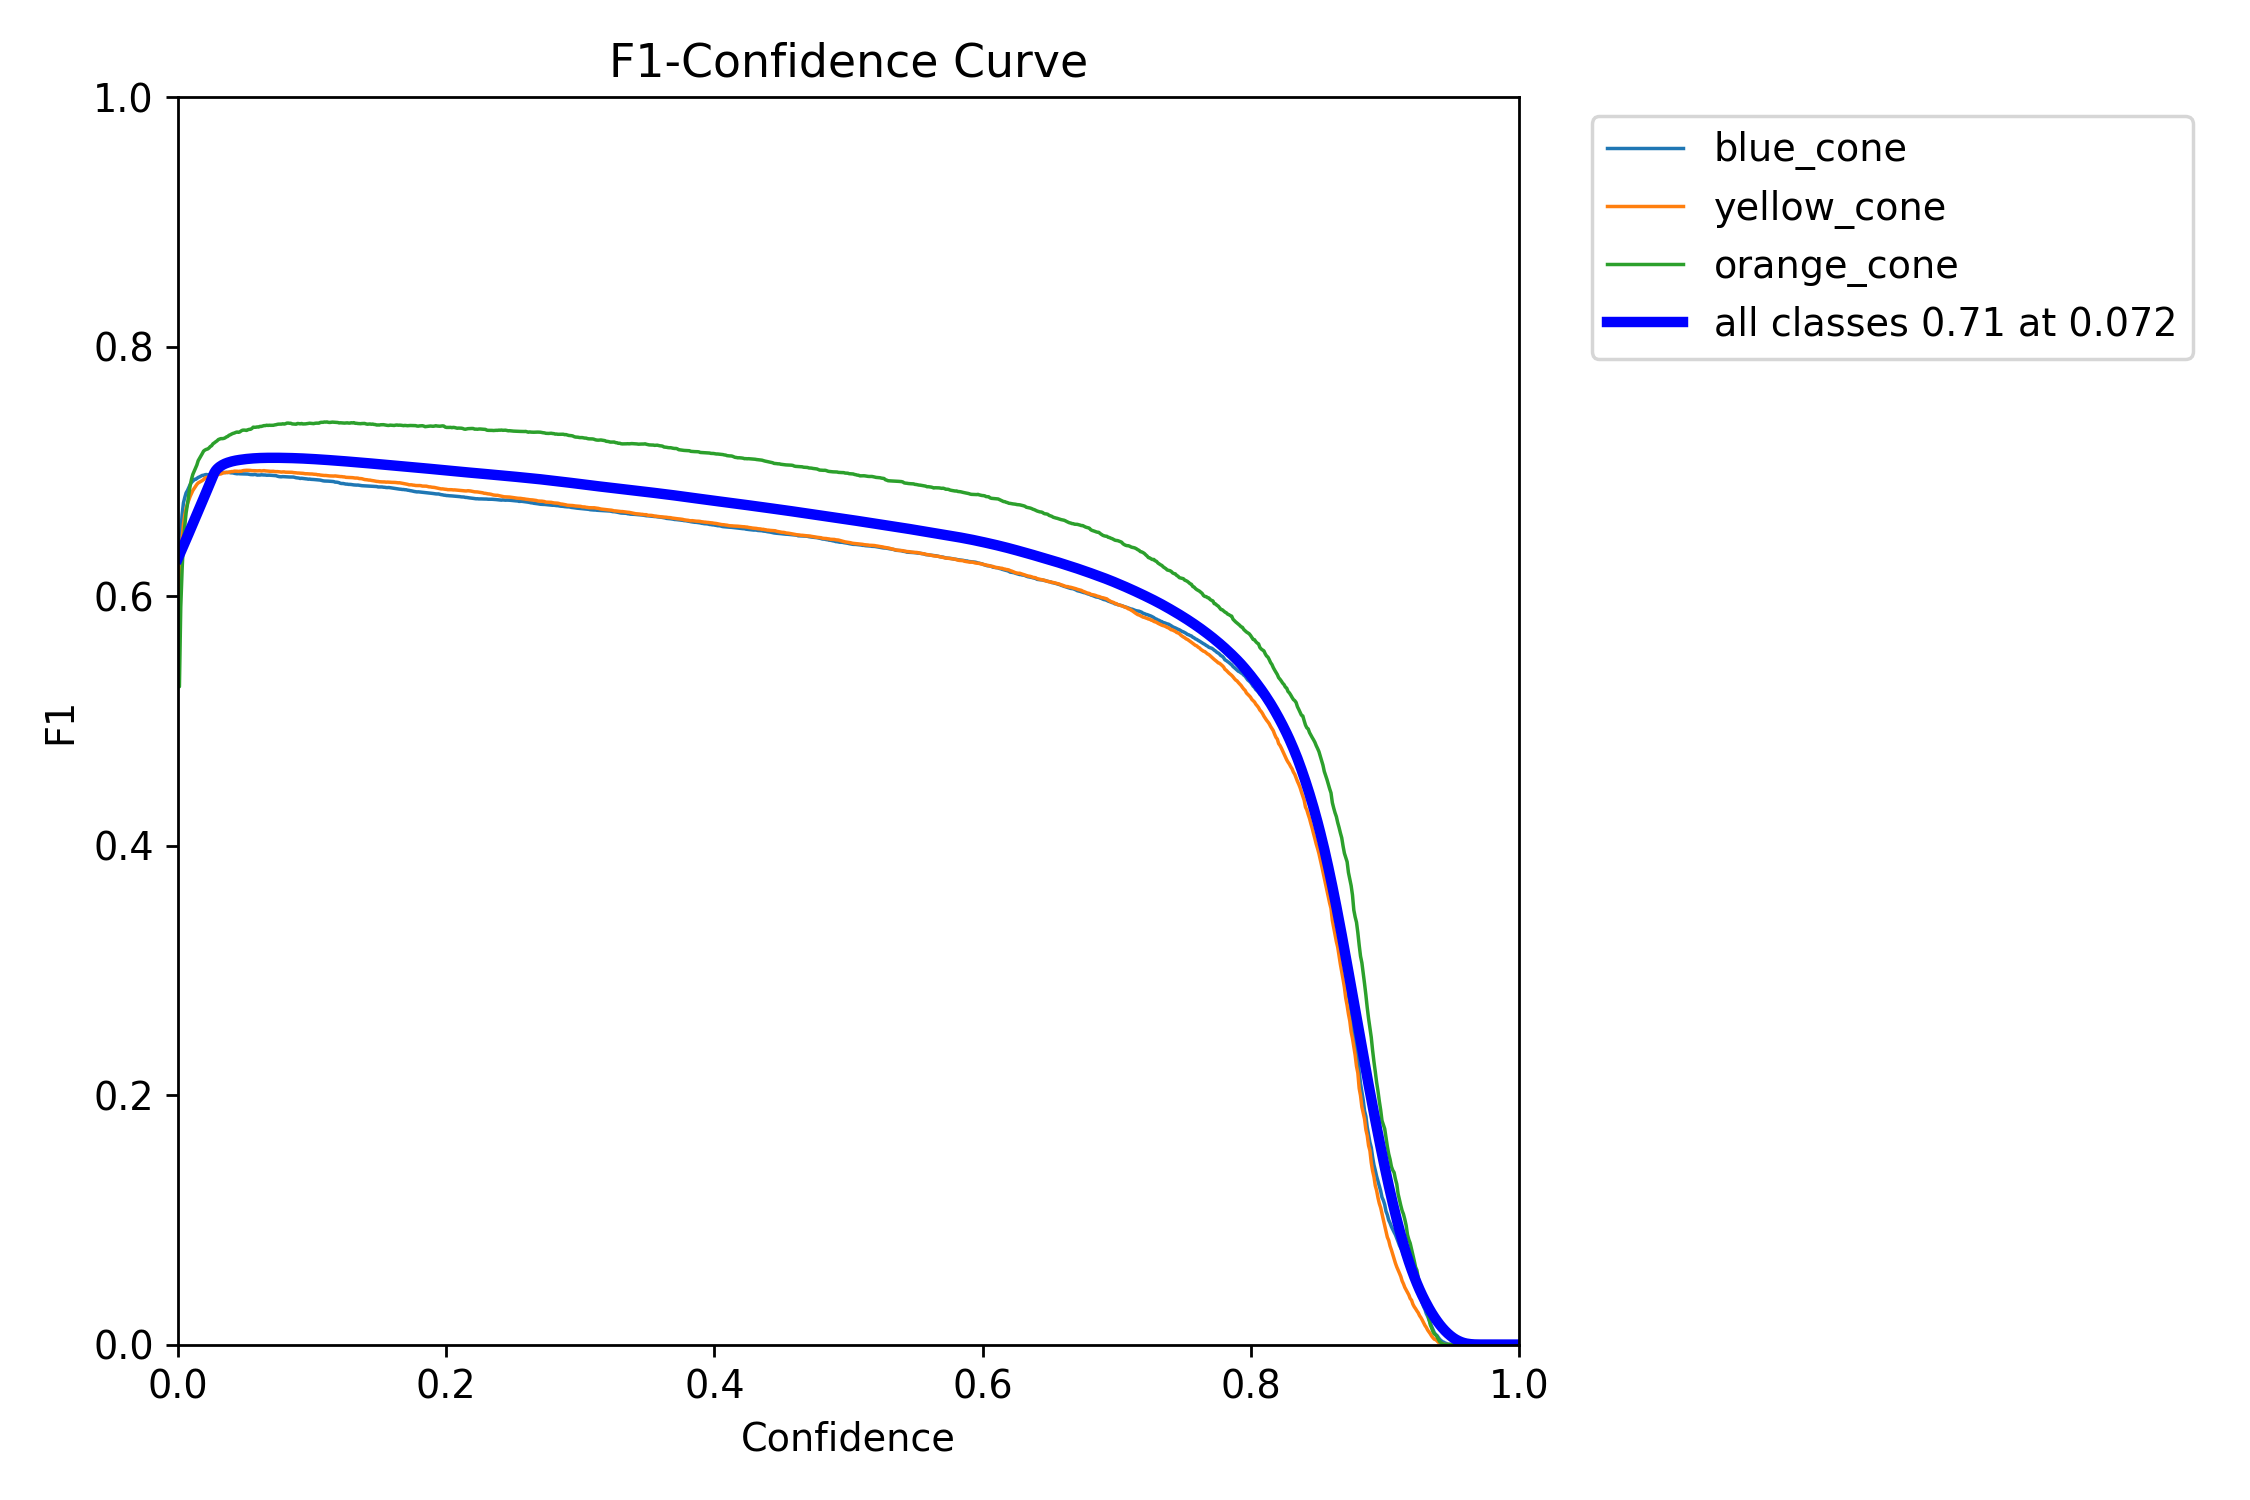 F1-Confidence Curve
1.0
0.8
0.6
0.4
0.2
0.0
F1
0.0 0.2 0.4 0.6 0.8 1.0
Confidence
blue_cone
yellow_cone
orange_cone
all classes 0.71 at 0.072